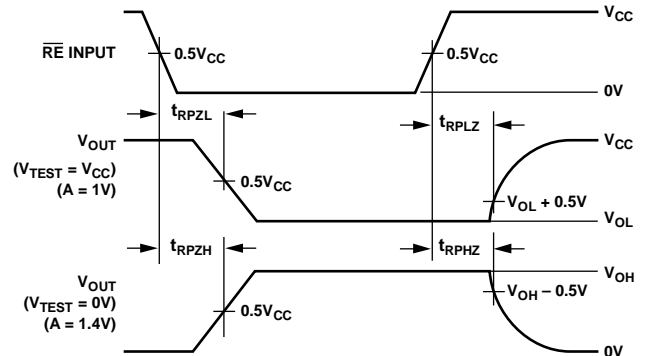 V_CC
RE INPUT
0.5V_CC
0.5V_CC
0V
t_RPZL
t_RPLZ
V_OUT
(V_TEST = V_CC)
(A = 1V)
V_CC
0.5V_CC
V_OL + 0.5V
V_OL
t_RPZH
t_RPHZ
V_OUT
(V_TEST = 0V)
(A = 1.4V)
V_OH
V_OH – 0.5V
0.5V_CC
0V